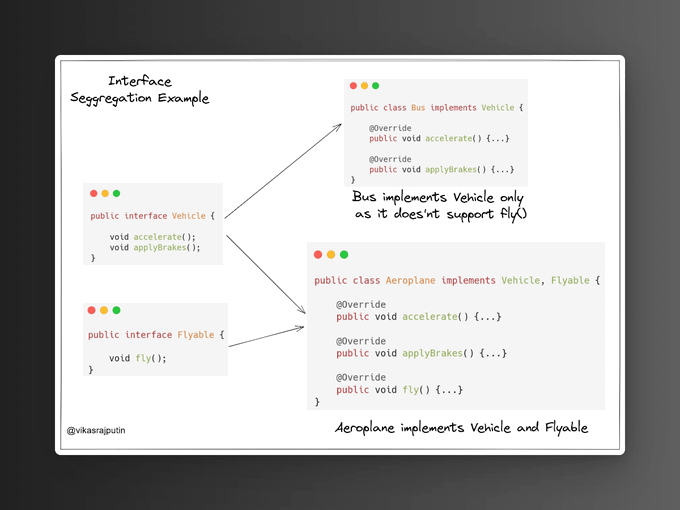 Interface
Seggregation Example
public interface Vehicle {
void accelerate();
void applyBrakes();
}
public interface Flyable {
void fly();
}
public class Bus implements Vehicle {
@Override
public void accelerate() {...}
@Override
public void applyBrakes() {...}
}
Bus implements Vehicle only
as it does'nt support fly()
public class Aeroplane implements Vehicle, Flyable {
@Override
public void accelerate() {...}
@Override
public void applyBrakes() {...}
@Override
public void fly() {...}
}
Aeroplane implements Vehicle and Flyable
@vikasrajputin